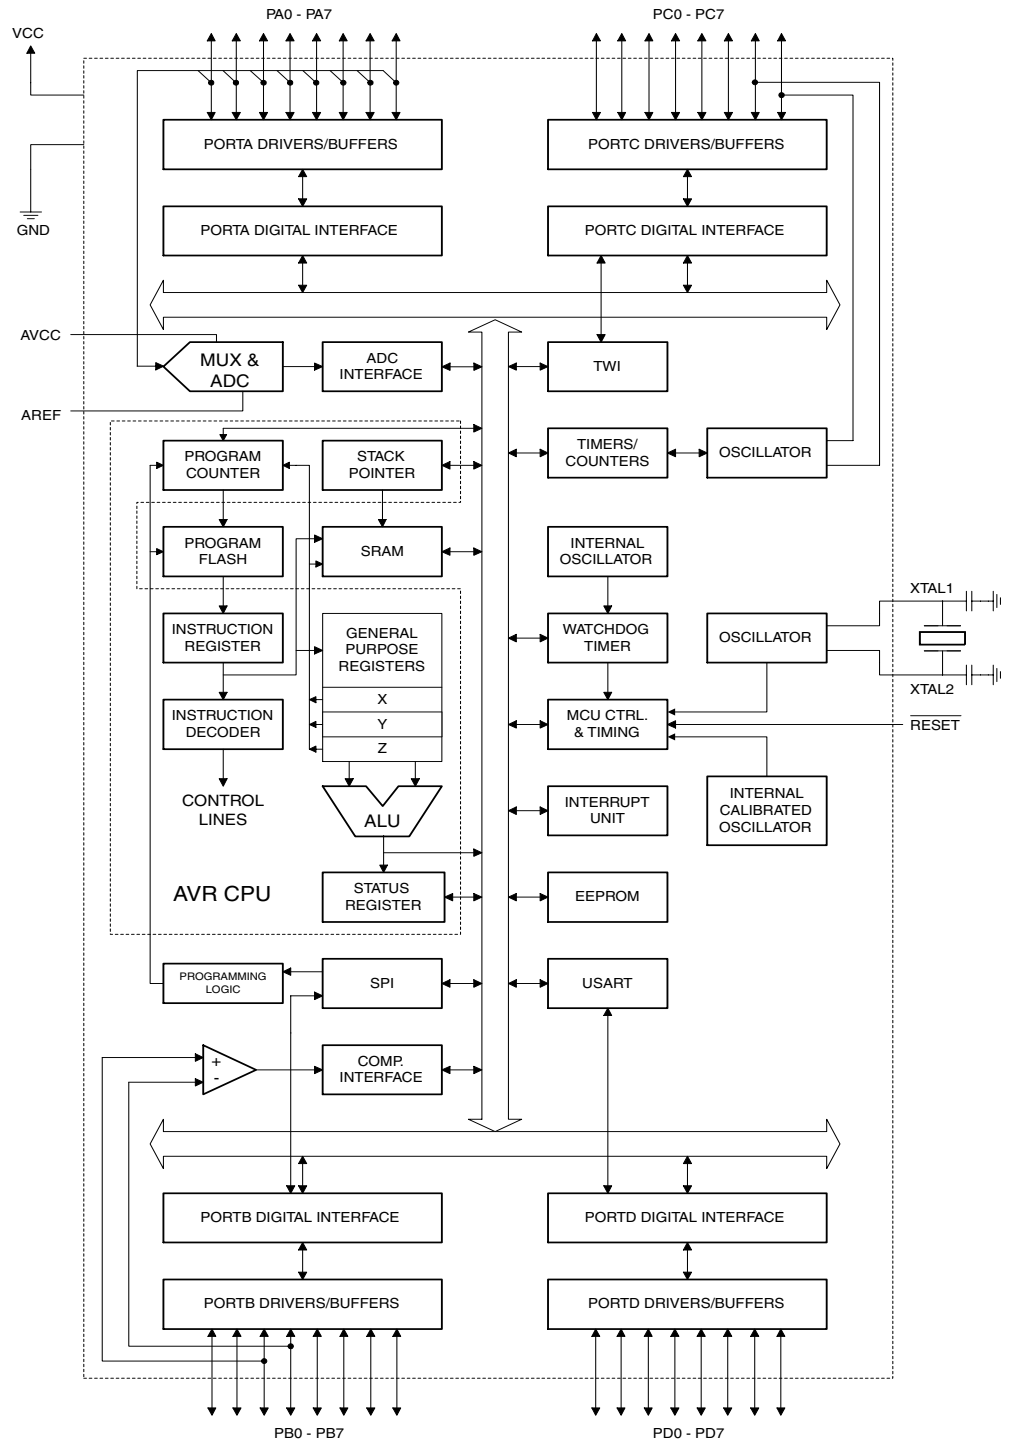 PA0 - PA7
PC0 - PC7
VCC
PORTA DRIVERS/BUFFERS
PORTC DRIVERS/BUFFERS
GND
PORTA DIGITAL INTERFACE
PORTC DIGITAL INTERFACE
AVCC
MUX &
ADC
ADC
INTERFACE
TWI
AREF
PROGRAM
COUNTER
STACK
POINTER
TIMERS/
COUNTERS
OSCILLATOR
PROGRAM
FLASH
SRAM
INTERNAL
OSCILLATOR
XTAL1
INSTRUCTION
REGISTER
GENERAL
PURPOSE
REGISTERS
WATCHDOG
TIMER
OSCILLATOR
XTAL2
X
INSTRUCTION
DECODER
Y
Z
MCU CTRL.
& TIMING
RESET
CONTROL
LINES
ALU
INTERRUPT
UNIT
INTERNAL
CALIBRATED
OSCILLATOR
AVR CPU
STATUS
REGISTER
EEPROM
PROGRAMMING
LOGIC
SPI
USART
+
-
COMP.
INTERFACE
PORTB DIGITAL INTERFACE
PORTD DIGITAL INTERFACE
PORTB DRIVERS/BUFFERS
PORTD DRIVERS/BUFFERS
PB0 - PB7
PD0 - PD7